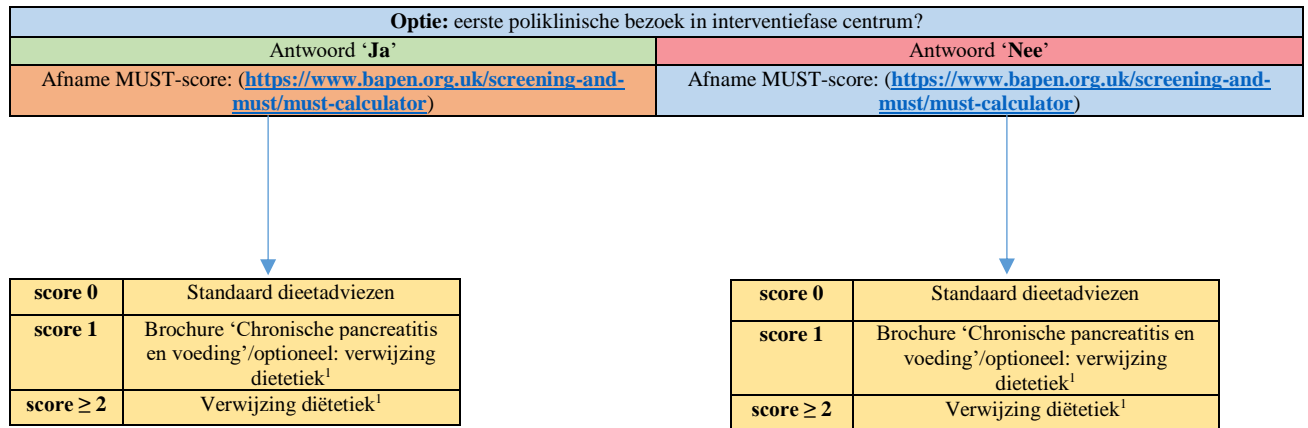 Optie: eerste poliklinische bezoek in interventiefase centrum?
Antwoord ‘Ja’
Antwoord ‘Nee’
Afname MUST-score: (https://www.bapen.org.uk/screening-and-
must/must-calculator)
Afname MUST-score: (https://www.bapen.org.uk/screening-and-
must/must-calculator)
score 0
Standaard dieetadviezen
score 1
Brochure ‘Chronische pancreatitis
en voeding’/optioneel: verwijzing
dietetiek¹
score ≥ 2
Verwijzing diëtetiek¹
score 0
Standaard dieetadviezen
score 1
Brochure ‘Chronische pancreatitis en
voeding’/optioneel: verwijzing
dietetiek¹
score ≥ 2
Verwijzing diëtetiek¹